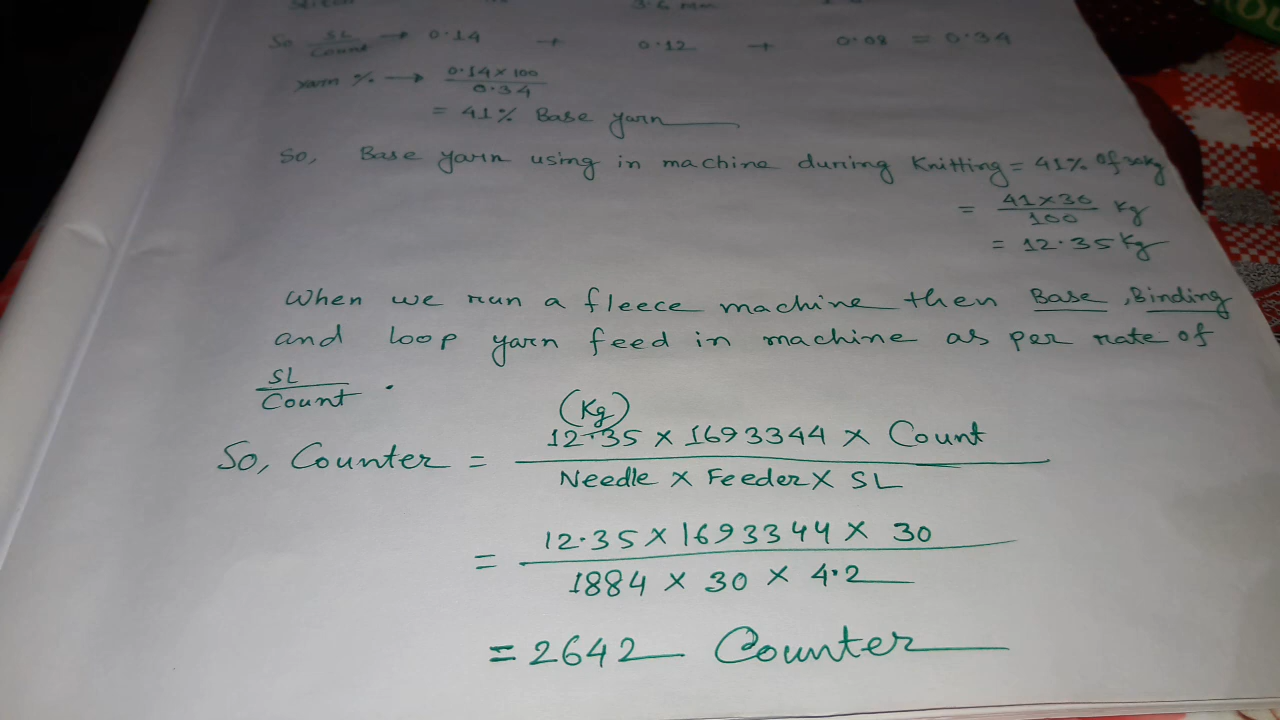 3.6 mm
So SL/Count → 0.14 + 0.12 + 0.08 = 0.34
yarn % → 0.14 x 100 / 0.34
= 41% Base yarn
So, Base yarn using in machine during Knitting = 41% of 30kg
= 41x30/100 Kg
= 12.35 Kg
When we run a fleece machine then Base, Binding
and loop yarn feed in machine as per rate of
SL/Count .
(Kg)
So, Counter = 12.35 x 1693344 x Count / Needle x Feeder x SL
= 12.35 x 1693344 x 30 / 1884 x 30 x 4.2
= 2642 Counter